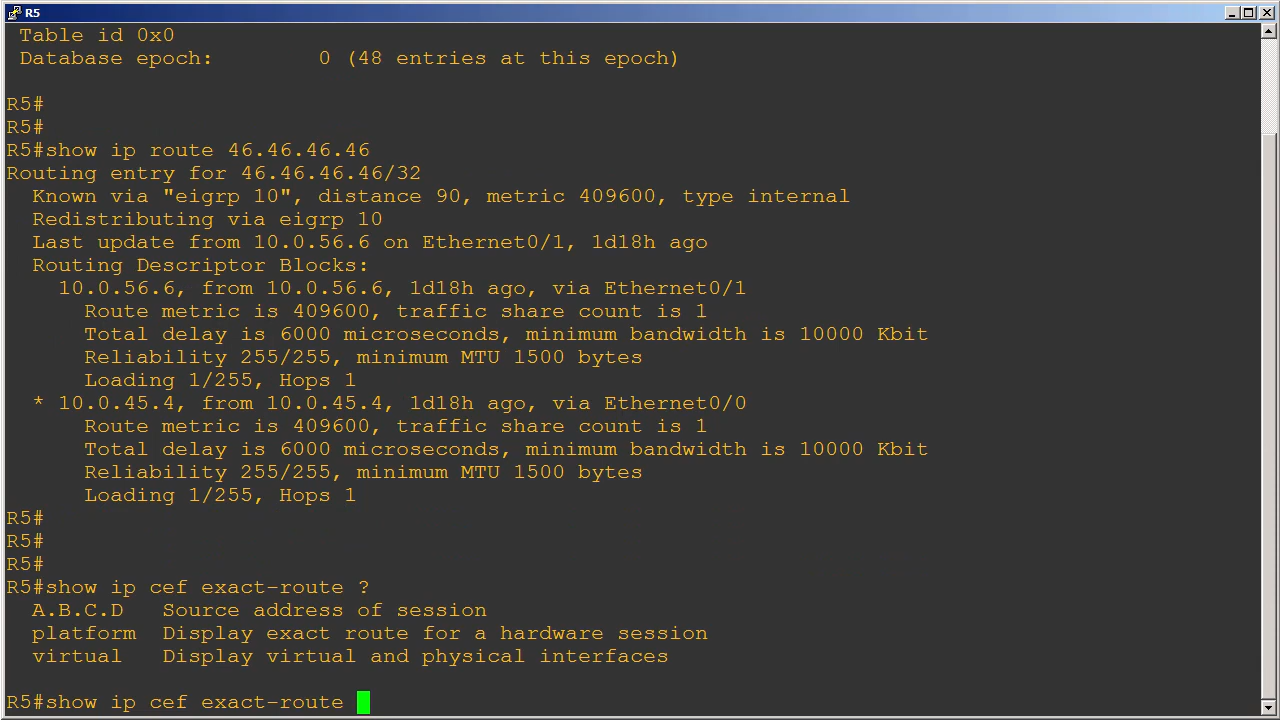 R5
Table id 0x0
Database epoch:        0 (48 entries at this epoch)
R5#
R5#
R5#show ip route 46.46.46.46
Routing entry for 46.46.46.46/32
  Known via "eigrp 10", distance 90, metric 409600, type internal
  Redistributing via eigrp 10
  Last update from 10.0.56.6 on Ethernet0/1, 1d18h ago
  Routing Descriptor Blocks:
    10.0.56.6, from 10.0.56.6, 1d18h ago, via Ethernet0/1
      Route metric is 409600, traffic share count is 1
      Total delay is 6000 microseconds, minimum bandwidth is 10000 Kbit
      Reliability 255/255, minimum MTU 1500 bytes
      Loading 1/255, Hops 1
  * 10.0.45.4, from 10.0.45.4, 1d18h ago, via Ethernet0/0
      Route metric is 409600, traffic share count is 1
      Total delay is 6000 microseconds, minimum bandwidth is 10000 Kbit
      Reliability 255/255, minimum MTU 1500 bytes
      Loading 1/255, Hops 1
R5#
R5#
R5#
R5#show ip cef exact-route ?
  A.B.C.D   Source address of session
  platform  Display exact route for a hardware session
  virtual   Display virtual and physical interfaces
R5#show ip cef exact-route